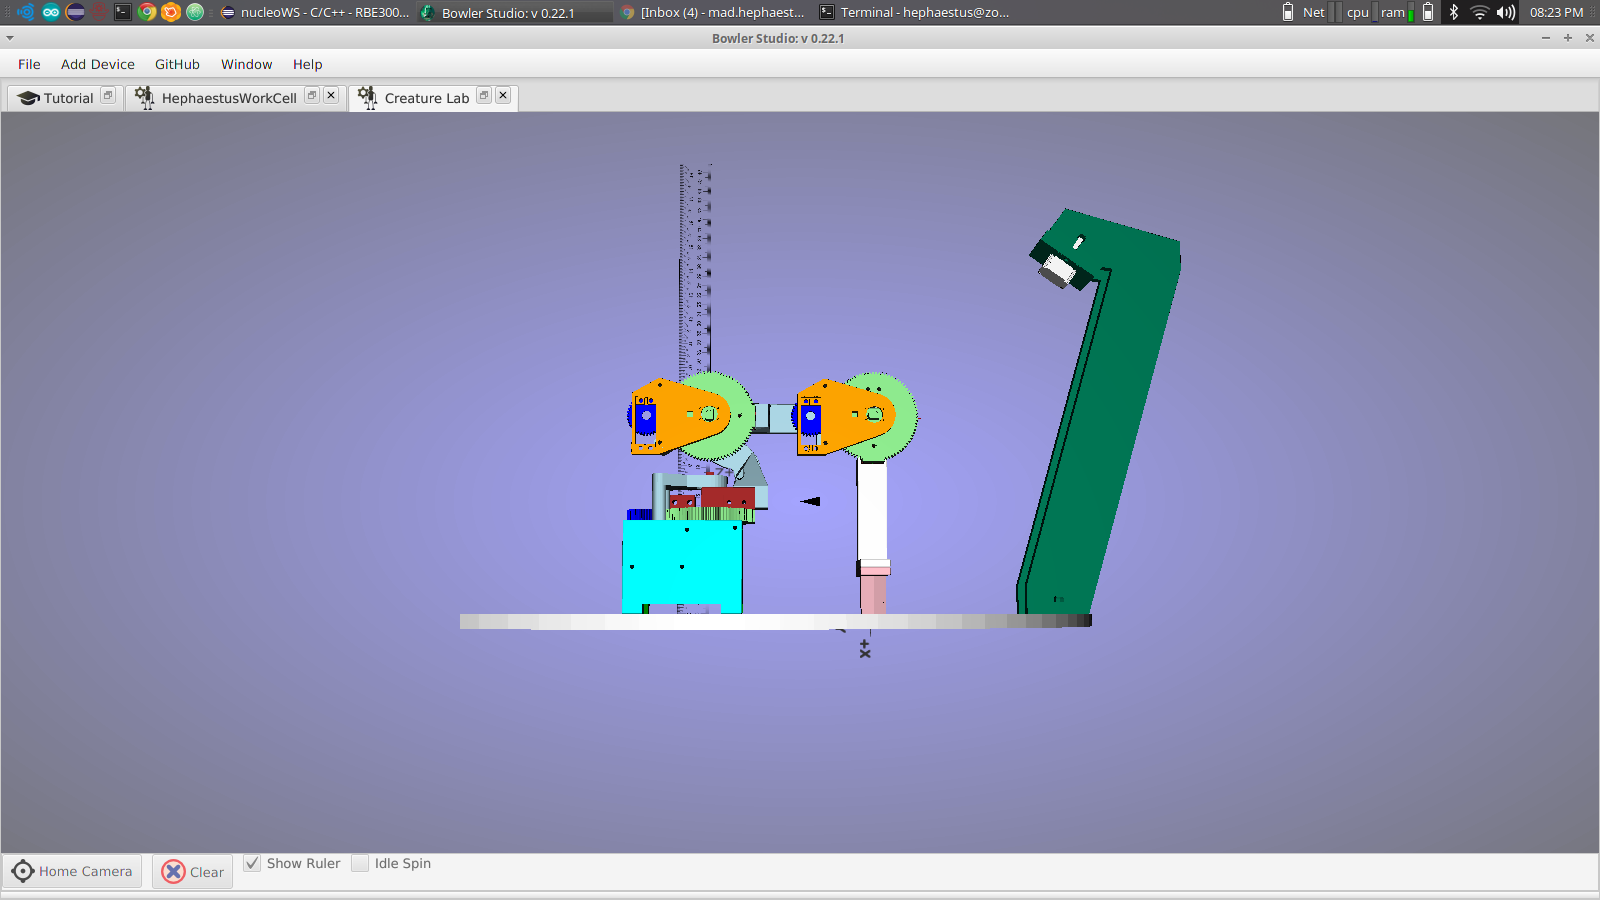 nucleoWS - C/C++ - RBE300... Bowler Studio: v 0.22.1 [Inbox (4) - mad.hephaest... Terminal - hephaestus@zo... Net cpu ram 08:23 PM
Bowler Studio: v 0.22.1
File Add Device GitHub Window Help
Tutorial HephaestusWorkCell Creature Lab
+x
Home Camera Clear Show Ruler Idle Spin